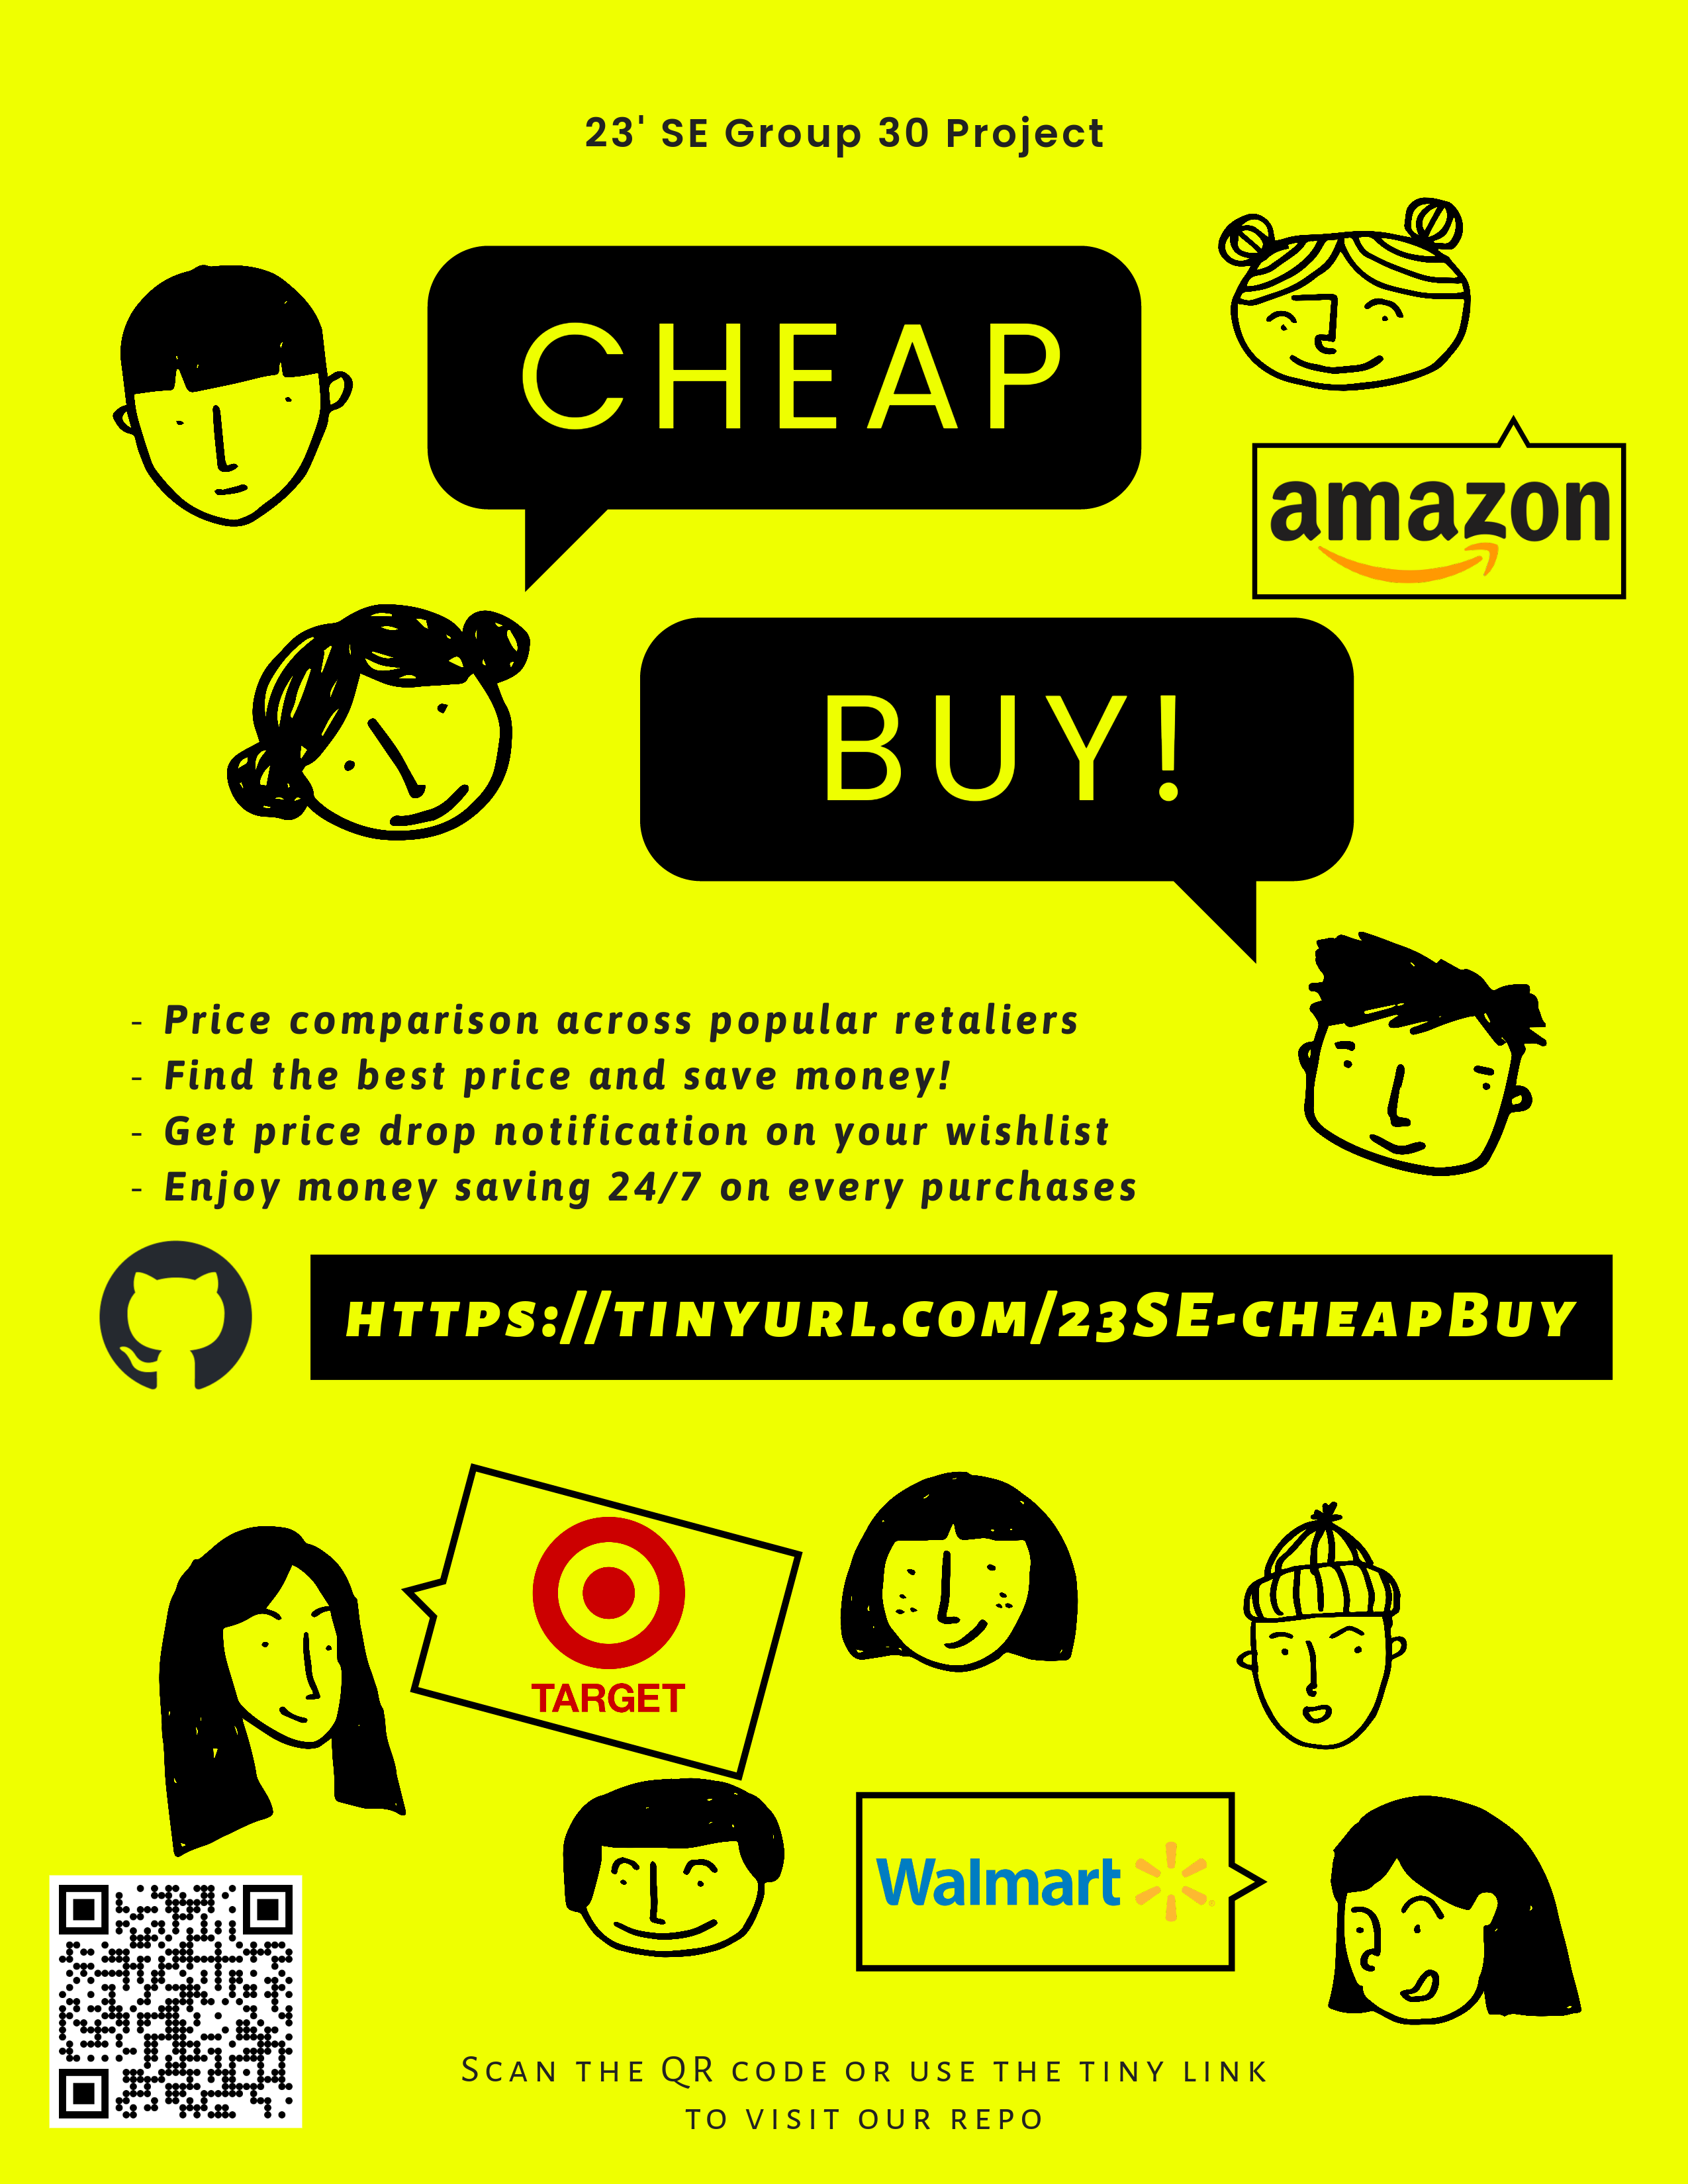 23' SE Group 30 Project
CHEAP
amazon
BUY!
- Price comparison across popular retaliers
- Find the best price and save money!
- Get price drop notification on your wishlist
- Enjoy money saving 24/7 on every purchases
https://tinyurl.com/23SE-cheapBuy
TARGET
Walmart
Scan the QR code or use the tiny link
to visit our repo